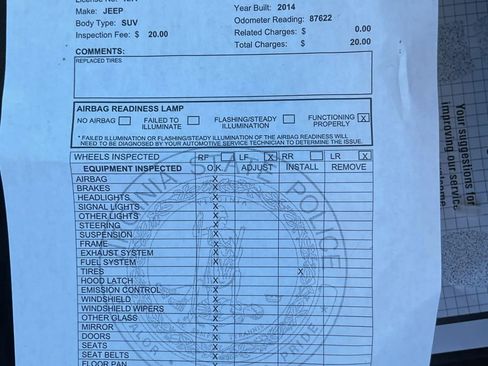 Make: JEEP
Year Built: 2014
Body Type: SUV
Odometer Reading: 87622
Inspection Fee: $ 20.00
Related Charges: $ 0.00
Total Charges: $ 20.00
COMMENTS:
REPLACED TIRES
AIRBAG READINESS LAMP
NO AIRBAG
FAILED TO ILLUMINATE
FLASHING/STEADY ILLUMINATION
FUNCTIONING PROPERLY X
* FAILED ILLUMINATION OR FLASHING/STEADY ILLUMINATION OF THE AIRBAG READINESS WILL
NEED TO BE DIAGNOSED BY YOUR AUTOMOTIVE SERVICE TECHNICIAN TO DETERMINE THE ISSUE.
WHEELS INSPECTED RF LF X RR LR X
EQUIPMENT INSPECTED O.K. ADJUST INSTALL REMOVE
AIRBAG X
BRAKES X
HEADLIGHTS X
SIGNAL LIGHTS X
OTHER LIGHTS X
STEERING X
SUSPENSION X
FRAME X
EXHAUST SYSTEM X
FUEL SYSTEM X
TIRES X
HOOD LATCH X
EMISSION CONTROL X
WINDSHIELD X
WINDSHIELD WIPERS X
OTHER GLASS X
MIRROR X
DOORS X
SEATS X
SEAT BELTS X
FLOOR PAN X
VIRGINIA STATE POLICE
VALOR PRIDE
Your suggestions for
improving our service